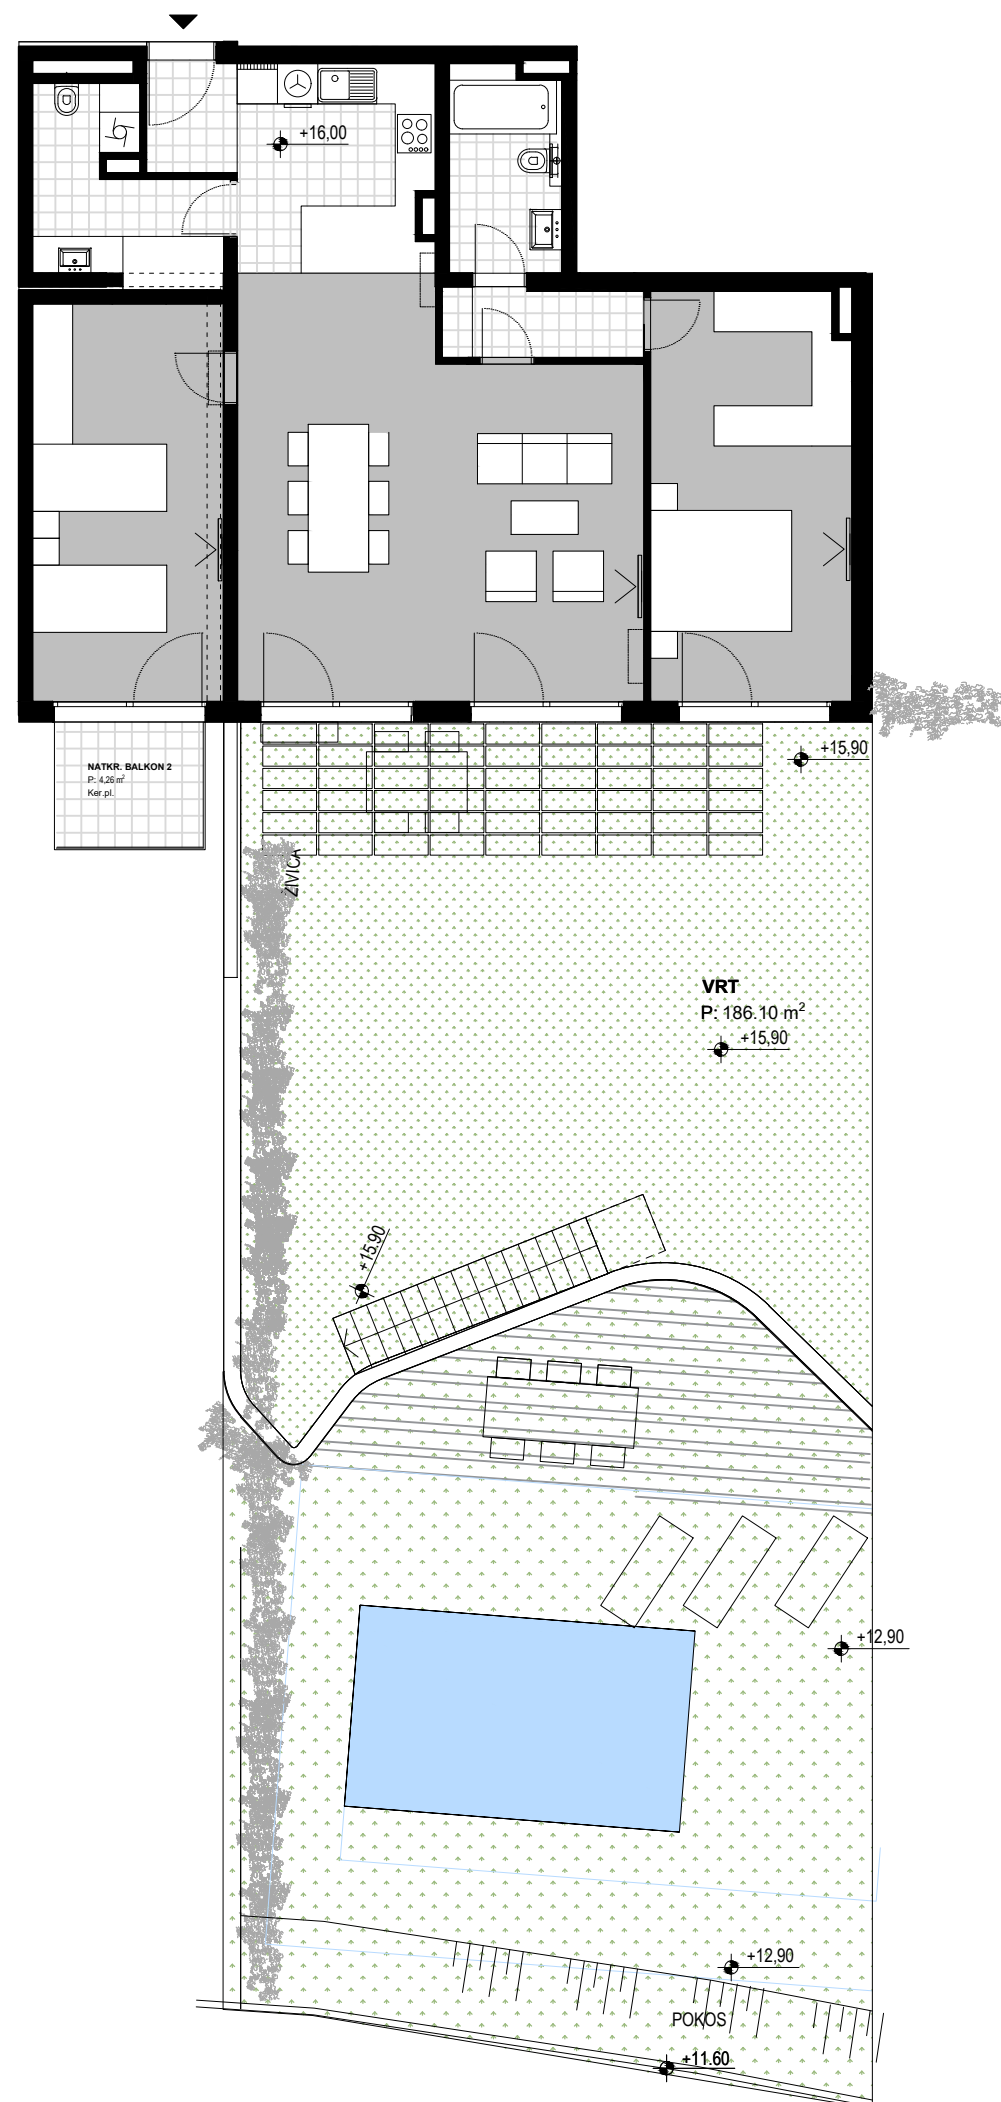 +16,00
+15,90
NATKR. BALKON 2
P: 4,26 m²
Ker.pl.
ŽIVICA
VRT
P: 186.10 m²
+15,90
+15.90
+12,90
+12,90
POKOS
+11.60